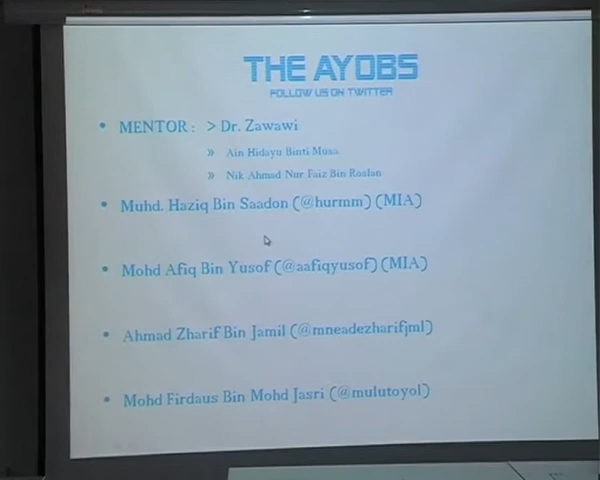 THE AYOBS
FOLLOW US ON TWITTER
• MENTOR : > Dr. Zawawi
» Ain Hidayu Binti Musa
» Nik Ahmad Nur Faiz Bin Roslan
• Muhd. Haziq Bin Saadon (@hurmm) (MIA)
• Mohd Afiq Bin Yusof (@aafiqyusof) (MIA)
• Ahmad Zharif Bin Jamil (@mneadezharifjml)
• Mohd Firdaus Bin Mohd Jasri (@mulutoyol)